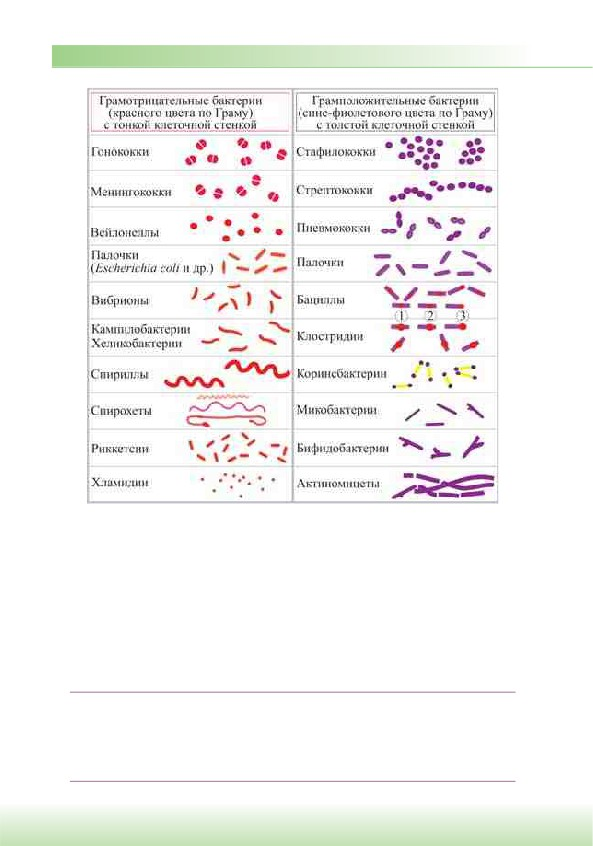 Грамотрицательные бактерии
(красного цвета по Граму)
с тонкой клеточной стенкой
Гонококки
Менингококки
Вейлонеллы
Палочки
(Escherichia coli и др.)
Вибрионы
Кампилобактерии
Хеликобактерии
Свириллы
Спирохеты
Риккетсии
Хламидии
Грамположительные бактерии
(сине-фиолетового цвета по Граму)
с толстой клеточной стенкой
Стафилококки
Стрептококки
Пневмококки
Палочки
Бациллы
1 2 3
Клостридии
Коринебактерии
Микобактерии
Бифидобактерии
Актиномицеты